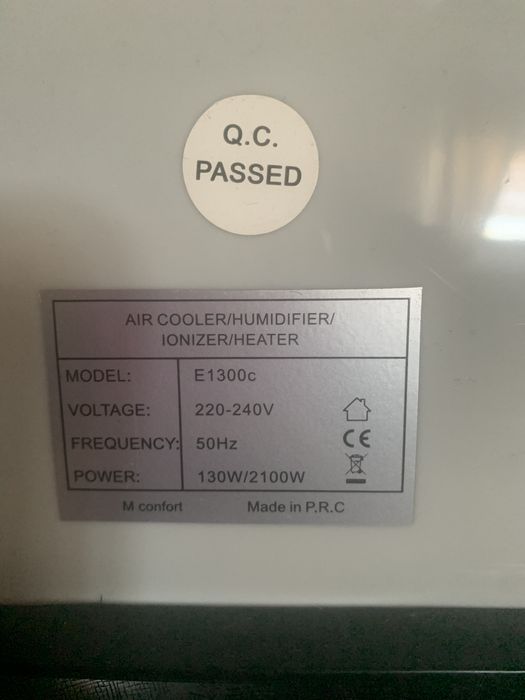 Q.C.
PASSED
AIR COOLER/HUMIDIFIER/
IONIZER/HEATER
MODEL: E1300c
VOLTAGE: 220-240V
FREQUENCY: 50Hz
CE
POWER: 130W/2100W
M confort Made in P.R.C